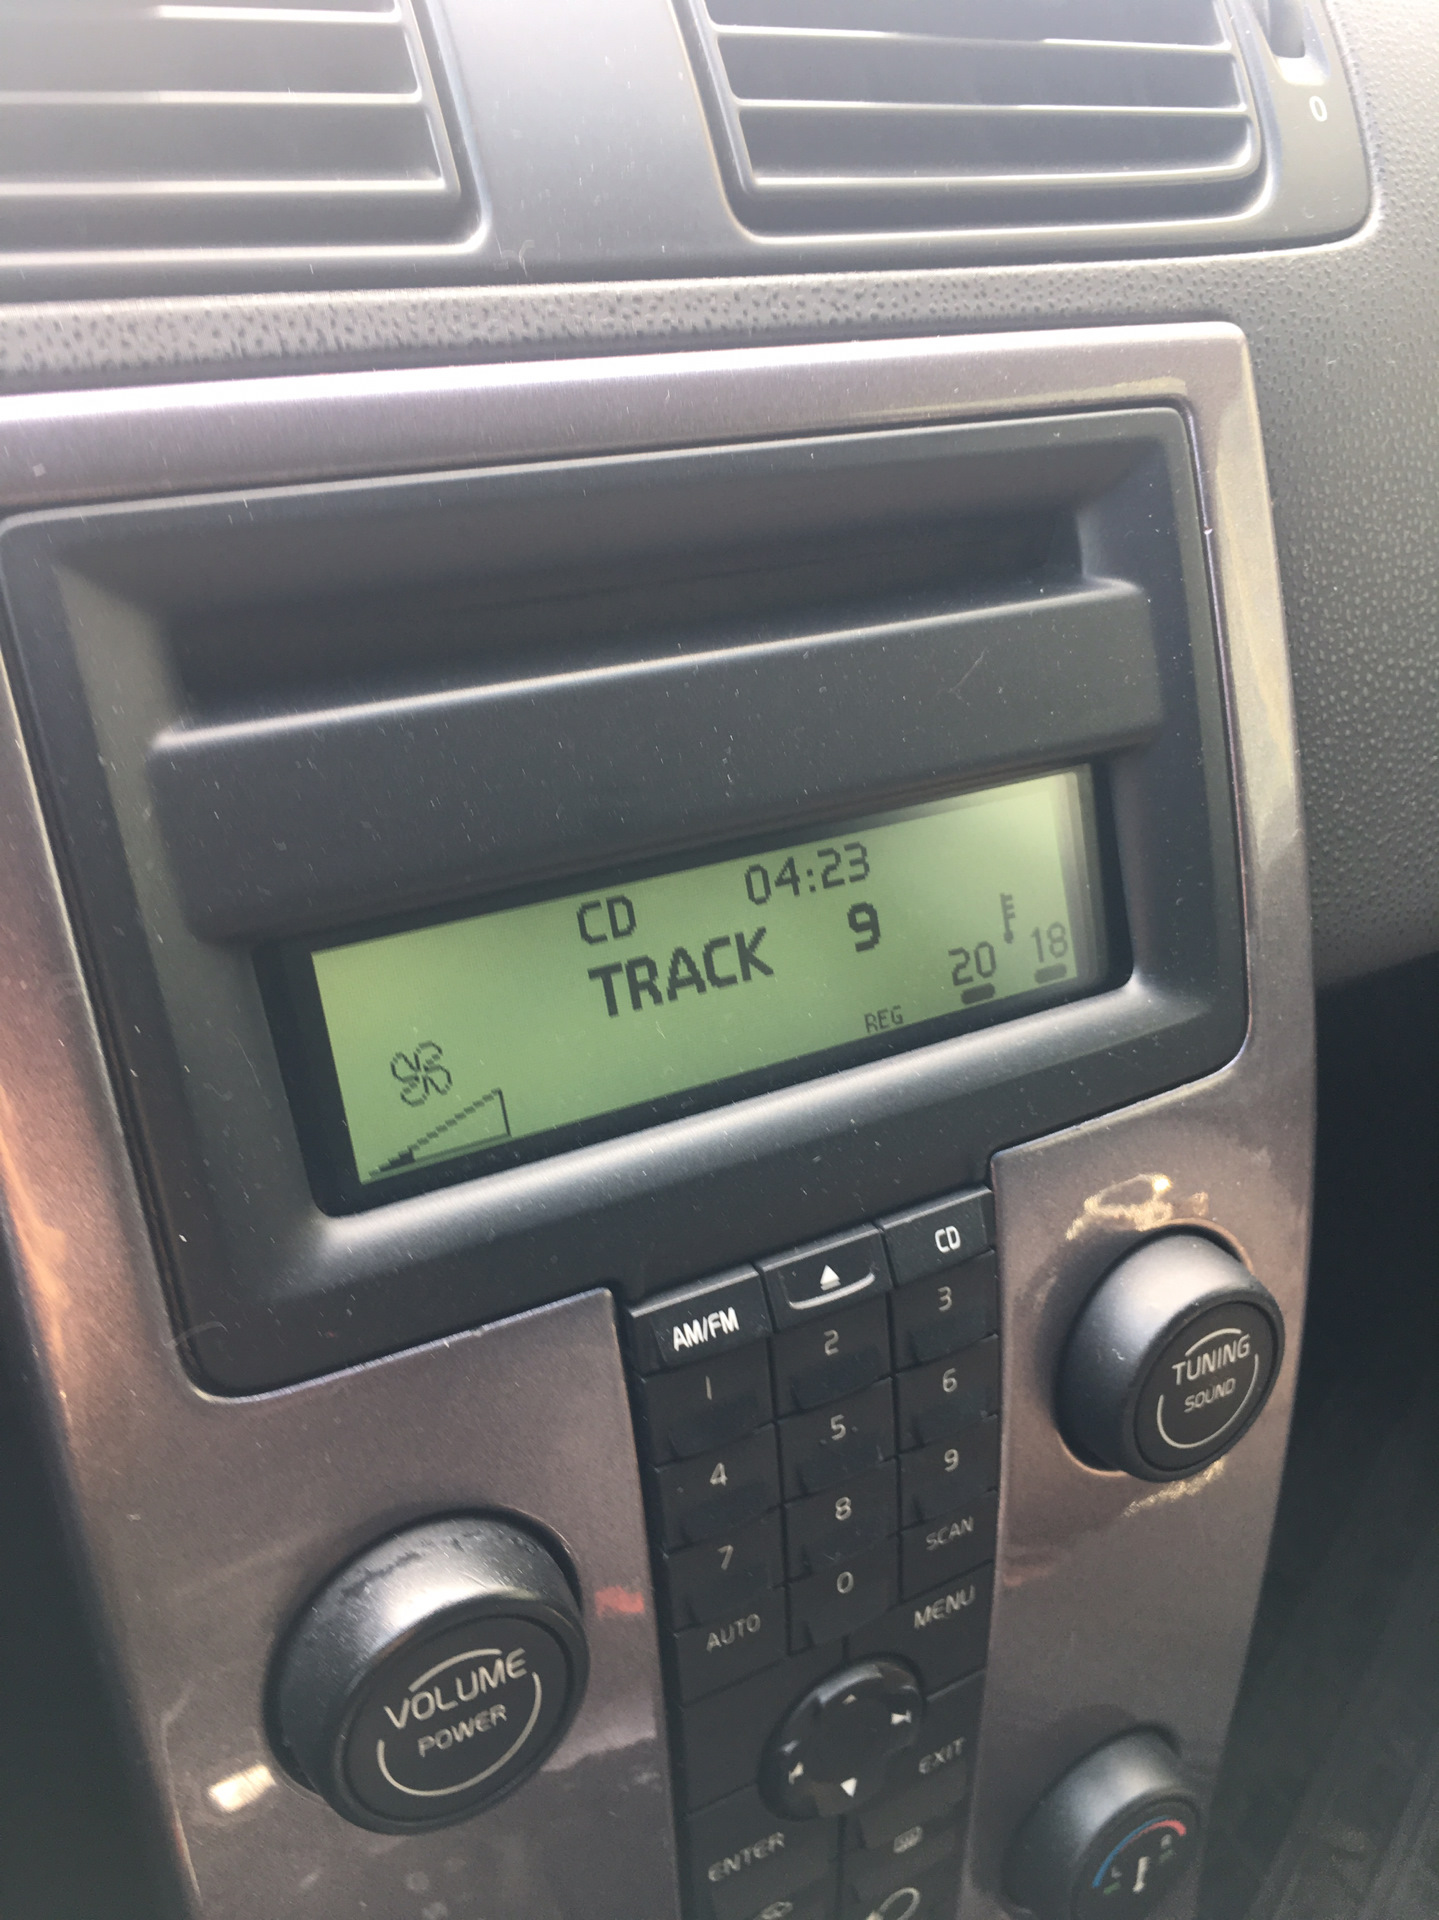 0
CD 04:23
TRACK 9
20 18
REG
AM/FM CD
1 2 3
4 5 6
7 8 9
AUTO 0 SCAN
MENU
TUNING
SOUND
VOLUME
POWER
EXIT
ENTER
L R